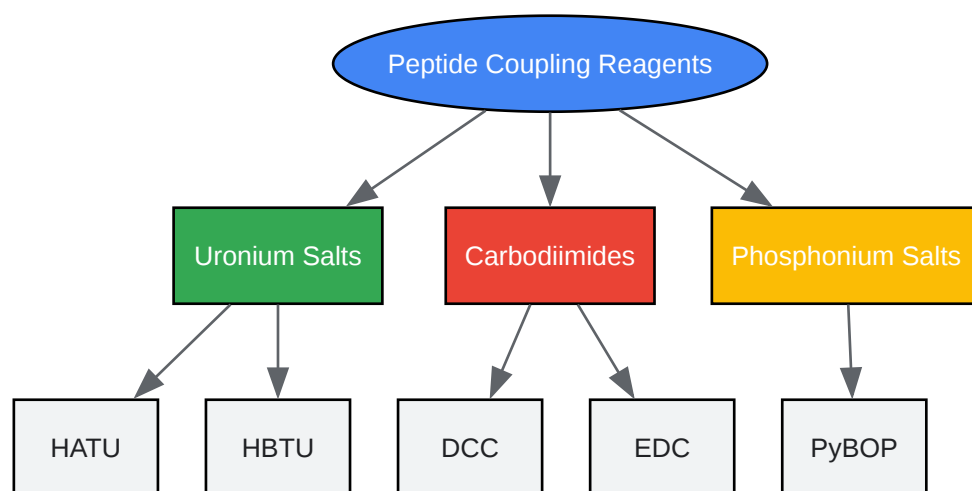 Peptide Coupling Reagents
Uronium Salts
Carbodiimides
Phosphonium Salts
HATU
HBTU
DCC
EDC
PyBOP